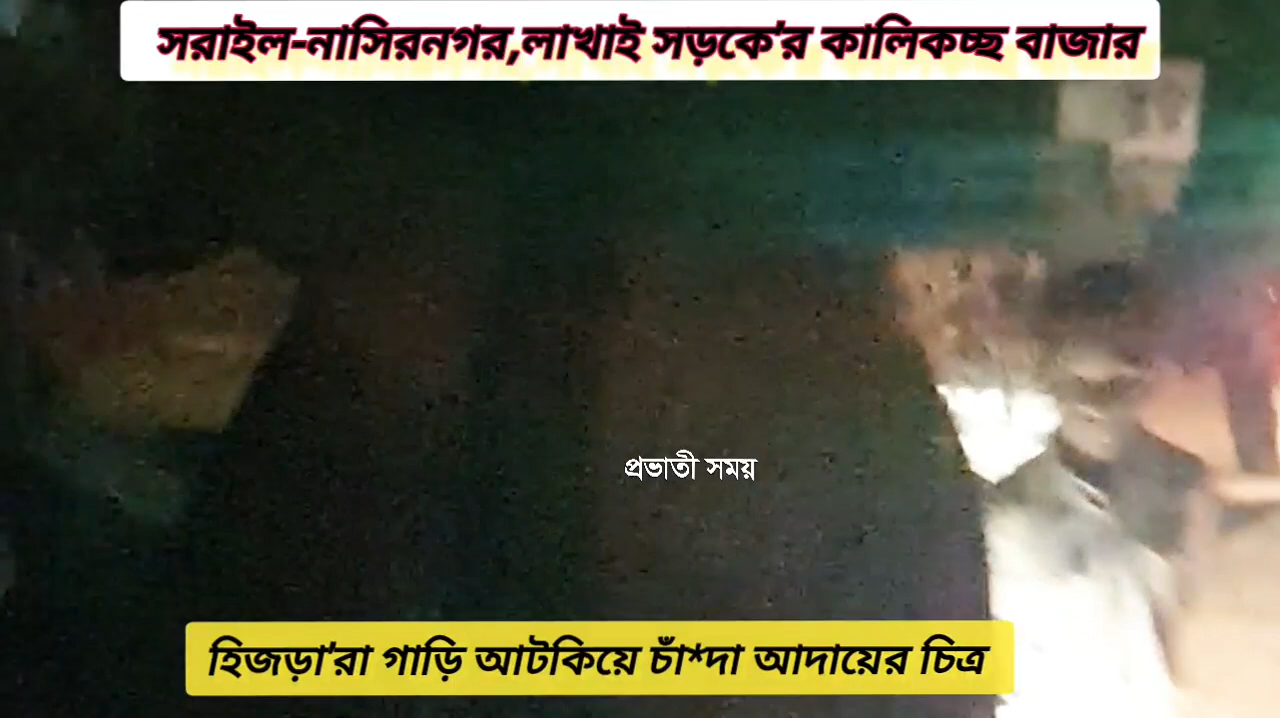 সরাইল-নাসিরনগর,লাখাই সড়কে'র কালিকচ্ছ বাজার
প্রভাতী সময়
হিজড়া'রা গাড়ি আটকিয়ে চাঁ*দা আদায়ের চিত্র